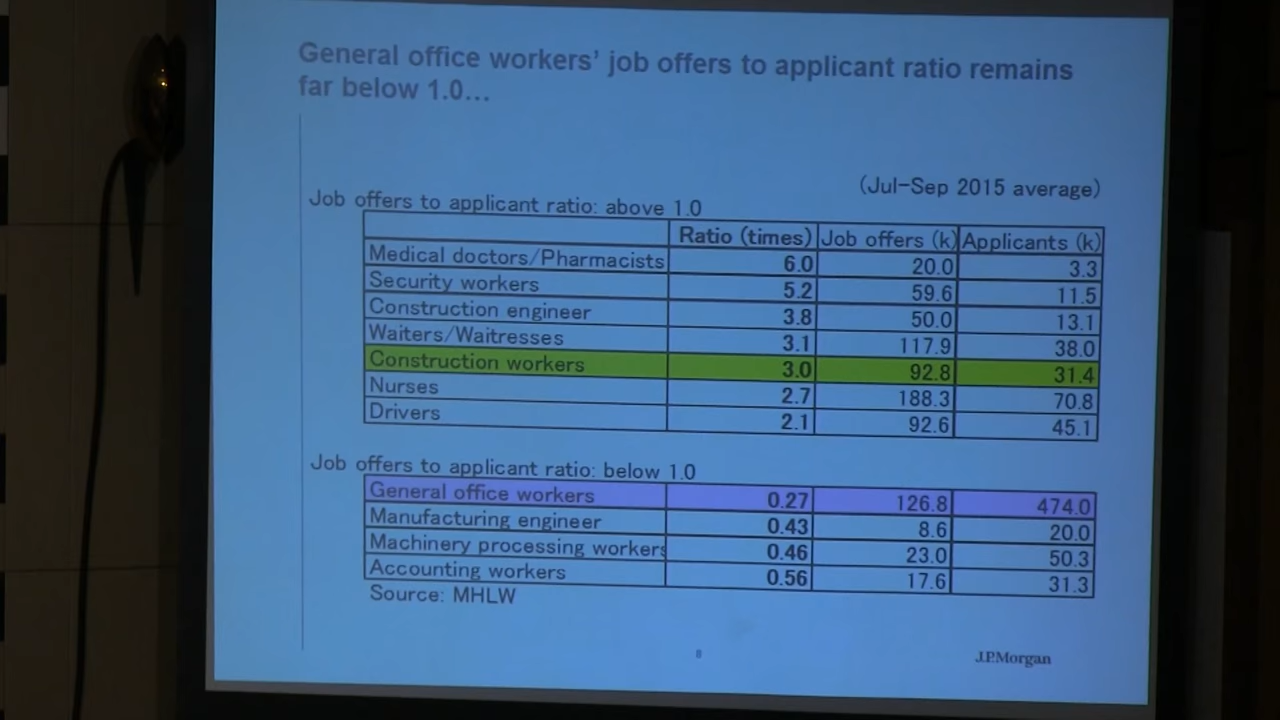 General office workers' job offers to applicant ratio remains
far below 1.0...
(Jul-Sep 2015 average)
Job offers to applicant ratio: above 1.0
Ratio (times) Job offers (k) Applicants (k)
Medical doctors/Pharmacists 6.0 20.0 3.3
Security workers 5.2 59.6 11.5
Construction engineer 3.8 50.0 13.1
Waiters/Waitresses 3.1 117.9 38.0
Construction workers 3.0 92.8 31.4
Nurses 2.7 188.3 70.8
Drivers 2.1 92.6 45.1
Job offers to applicant ratio: below 1.0
General office workers 0.27 126.8 474.0
Manufacturing engineer 0.43 8.6 20.0
Machinery processing workers 0.46 23.0 50.3
Accounting workers 0.56 17.6 31.3
Source: MHLW
J.P.Morgan